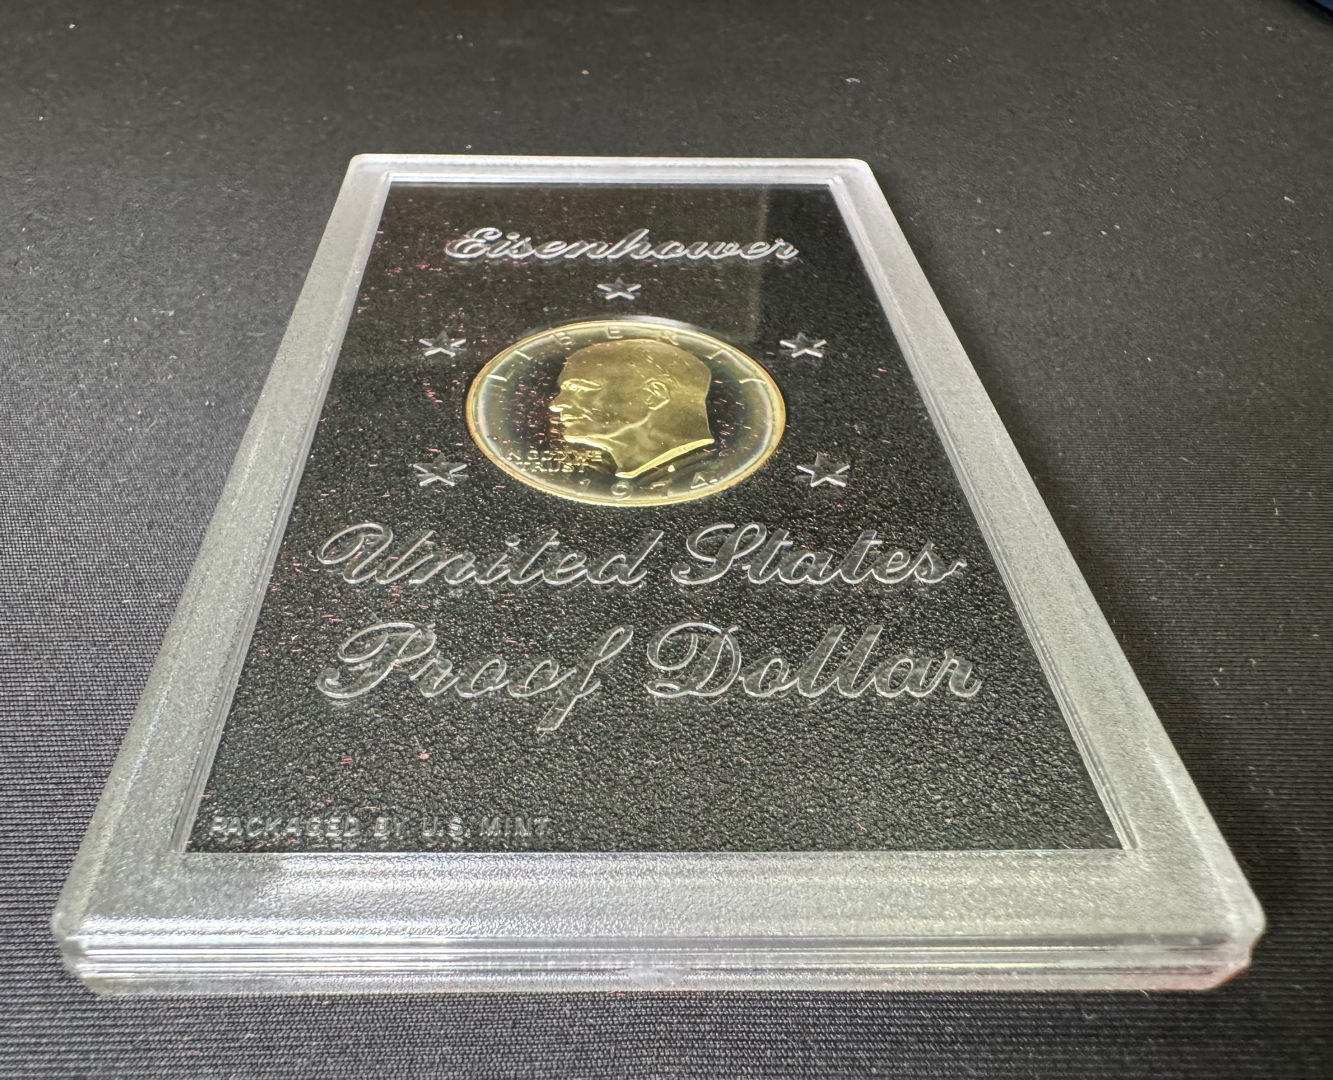 Eisenhower
LIBERTY
IN GOD WE
TRUST
1974
United States
Proof Dollar
PACKAGED BY U.S. MINT